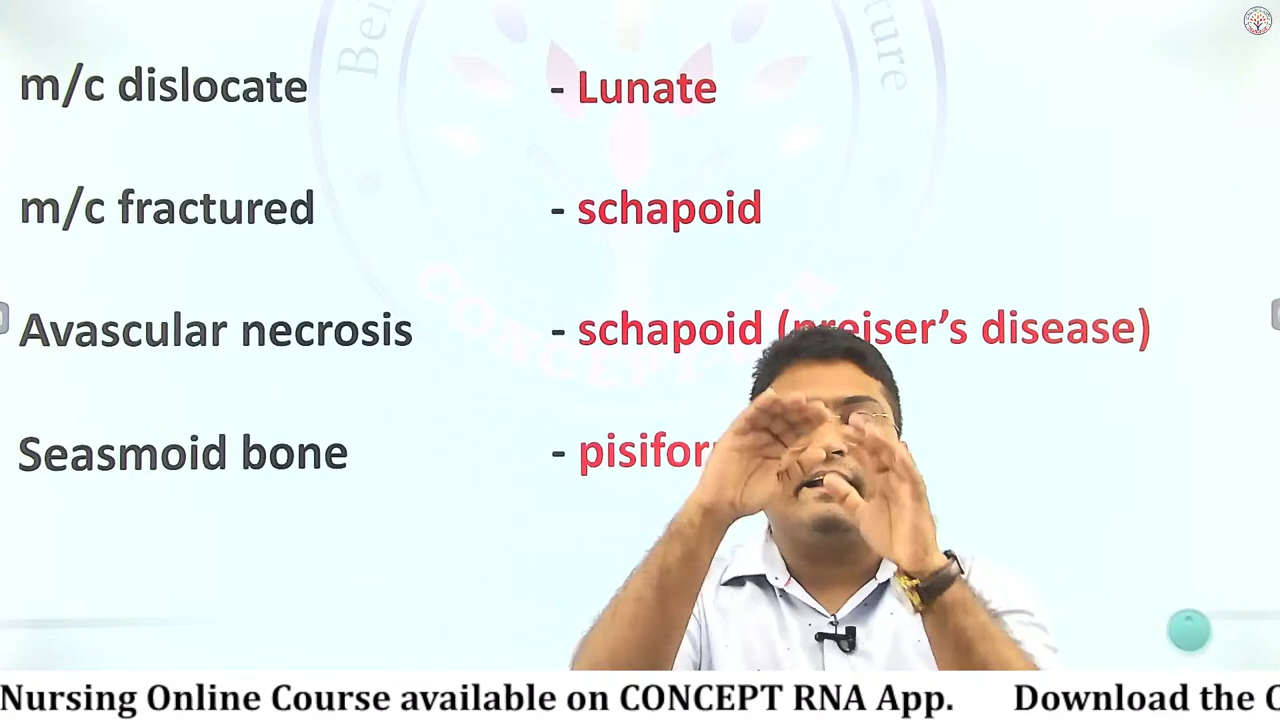 m/c dislocate - Lunate
m/c fractured - schapoid
Avascular necrosis - schapoid (preiser’s disease)
Seasmoid bone -
Nursing Online Course available on CONCEPT RNA App. Download the
CONCEPT